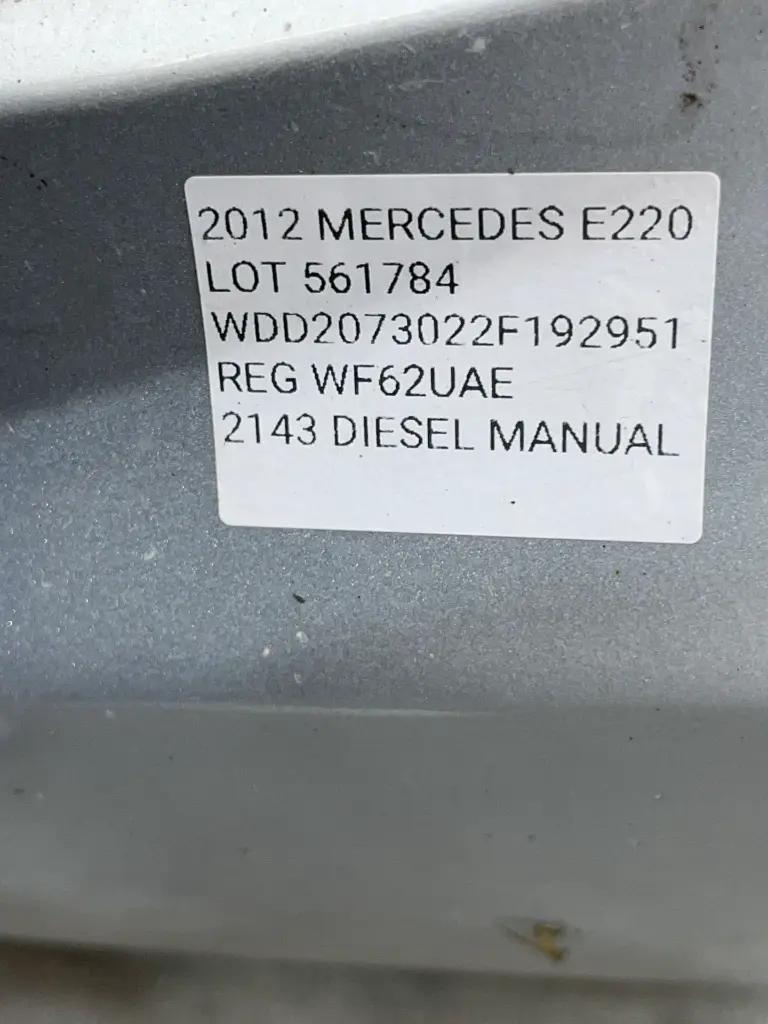 2012 MERCEDES E220
LOT 561784
WDD2073022F192951
REG WF62UAE
2143 DIESEL MANUAL